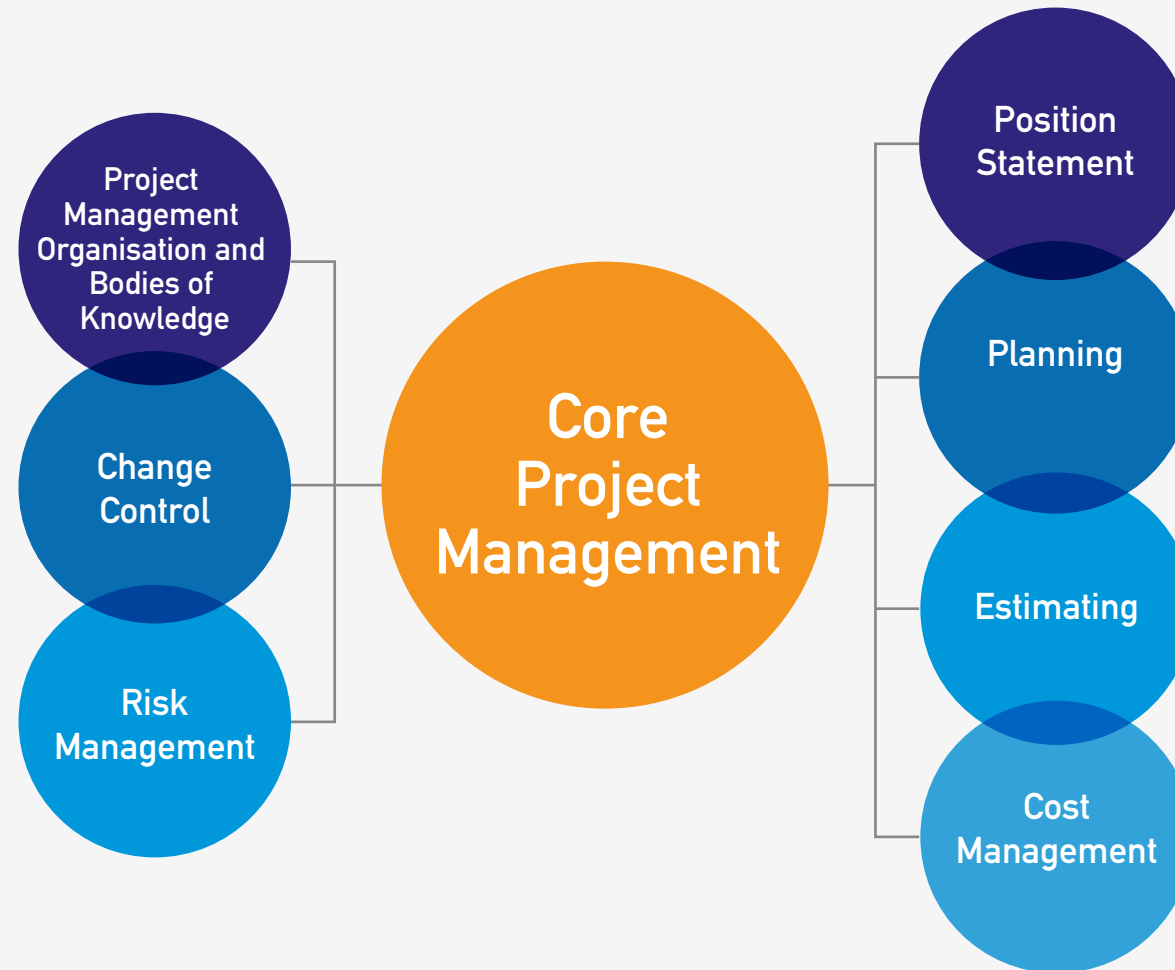 Project
Management
Organisation and
Bodies of
Knowledge
Change
Control
Risk
Management
Core
Project
Management
Position
Statement
Planning
Estimating
Cost
Management